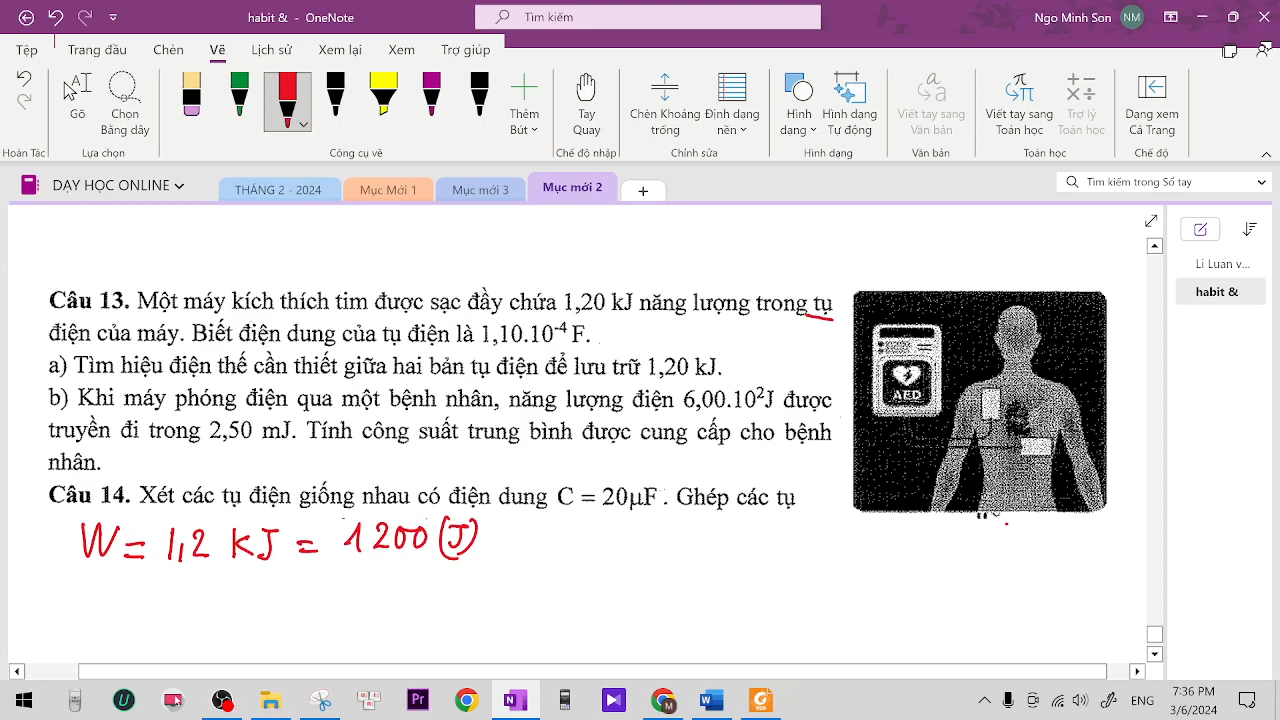 habit & - OneNote
Tìm kiếm
Ngo Minh Son NM
Tệp Trang đầu Chèn Vẽ Lịch sử Xem lại Xem Trợ giúp
Gõ
Chọn Bằng dây
Thêm Bút
Tay Quay
Chèn Khoảng trống
Định dạng nền
Hình dạng
Hình dạng Tự động
Viết tay sang Văn bản
Viết tay sang Toán học
Trợ lý Toán học
Dạng xem Cả Trang
Hoàn Tác Lựa chọn Công cụ vẽ Chế độ nhập Chỉnh sửa Hình dạng Văn bản Toán học Chế độ
DẠY HỌC ONLINE THÁNG 2 - 2024 Mục Mới 1 Mục mới 3 Mục mới 2 + Tìm kiếm trong Sổ tay
Li Luan v...
habit &
Câu 13. Một máy kích thích tim được sạc đầy chứa 1,20 kJ năng lượng trong tụ
điện của máy. Biết điện dung của tụ điện là 1,10.10⁻⁴ F.
a) Tìm hiệu điện thế cần thiết giữa hai bản tụ điện để lưu trữ 1,20 kJ.
b) Khi máy phóng điện qua một bệnh nhân, năng lượng điện 6,00.10²J được
truyền đi trong 2,50 mJ. Tính công suất trung bình được cung cấp cho bệnh
nhân.
AED
Câu 14. Xét các tụ điện giống nhau có điện dung C = 20μF. Ghép các tụ
W = 1,2 KJ = 1200 (J)
ENG
7:36 PM
3/6/2024